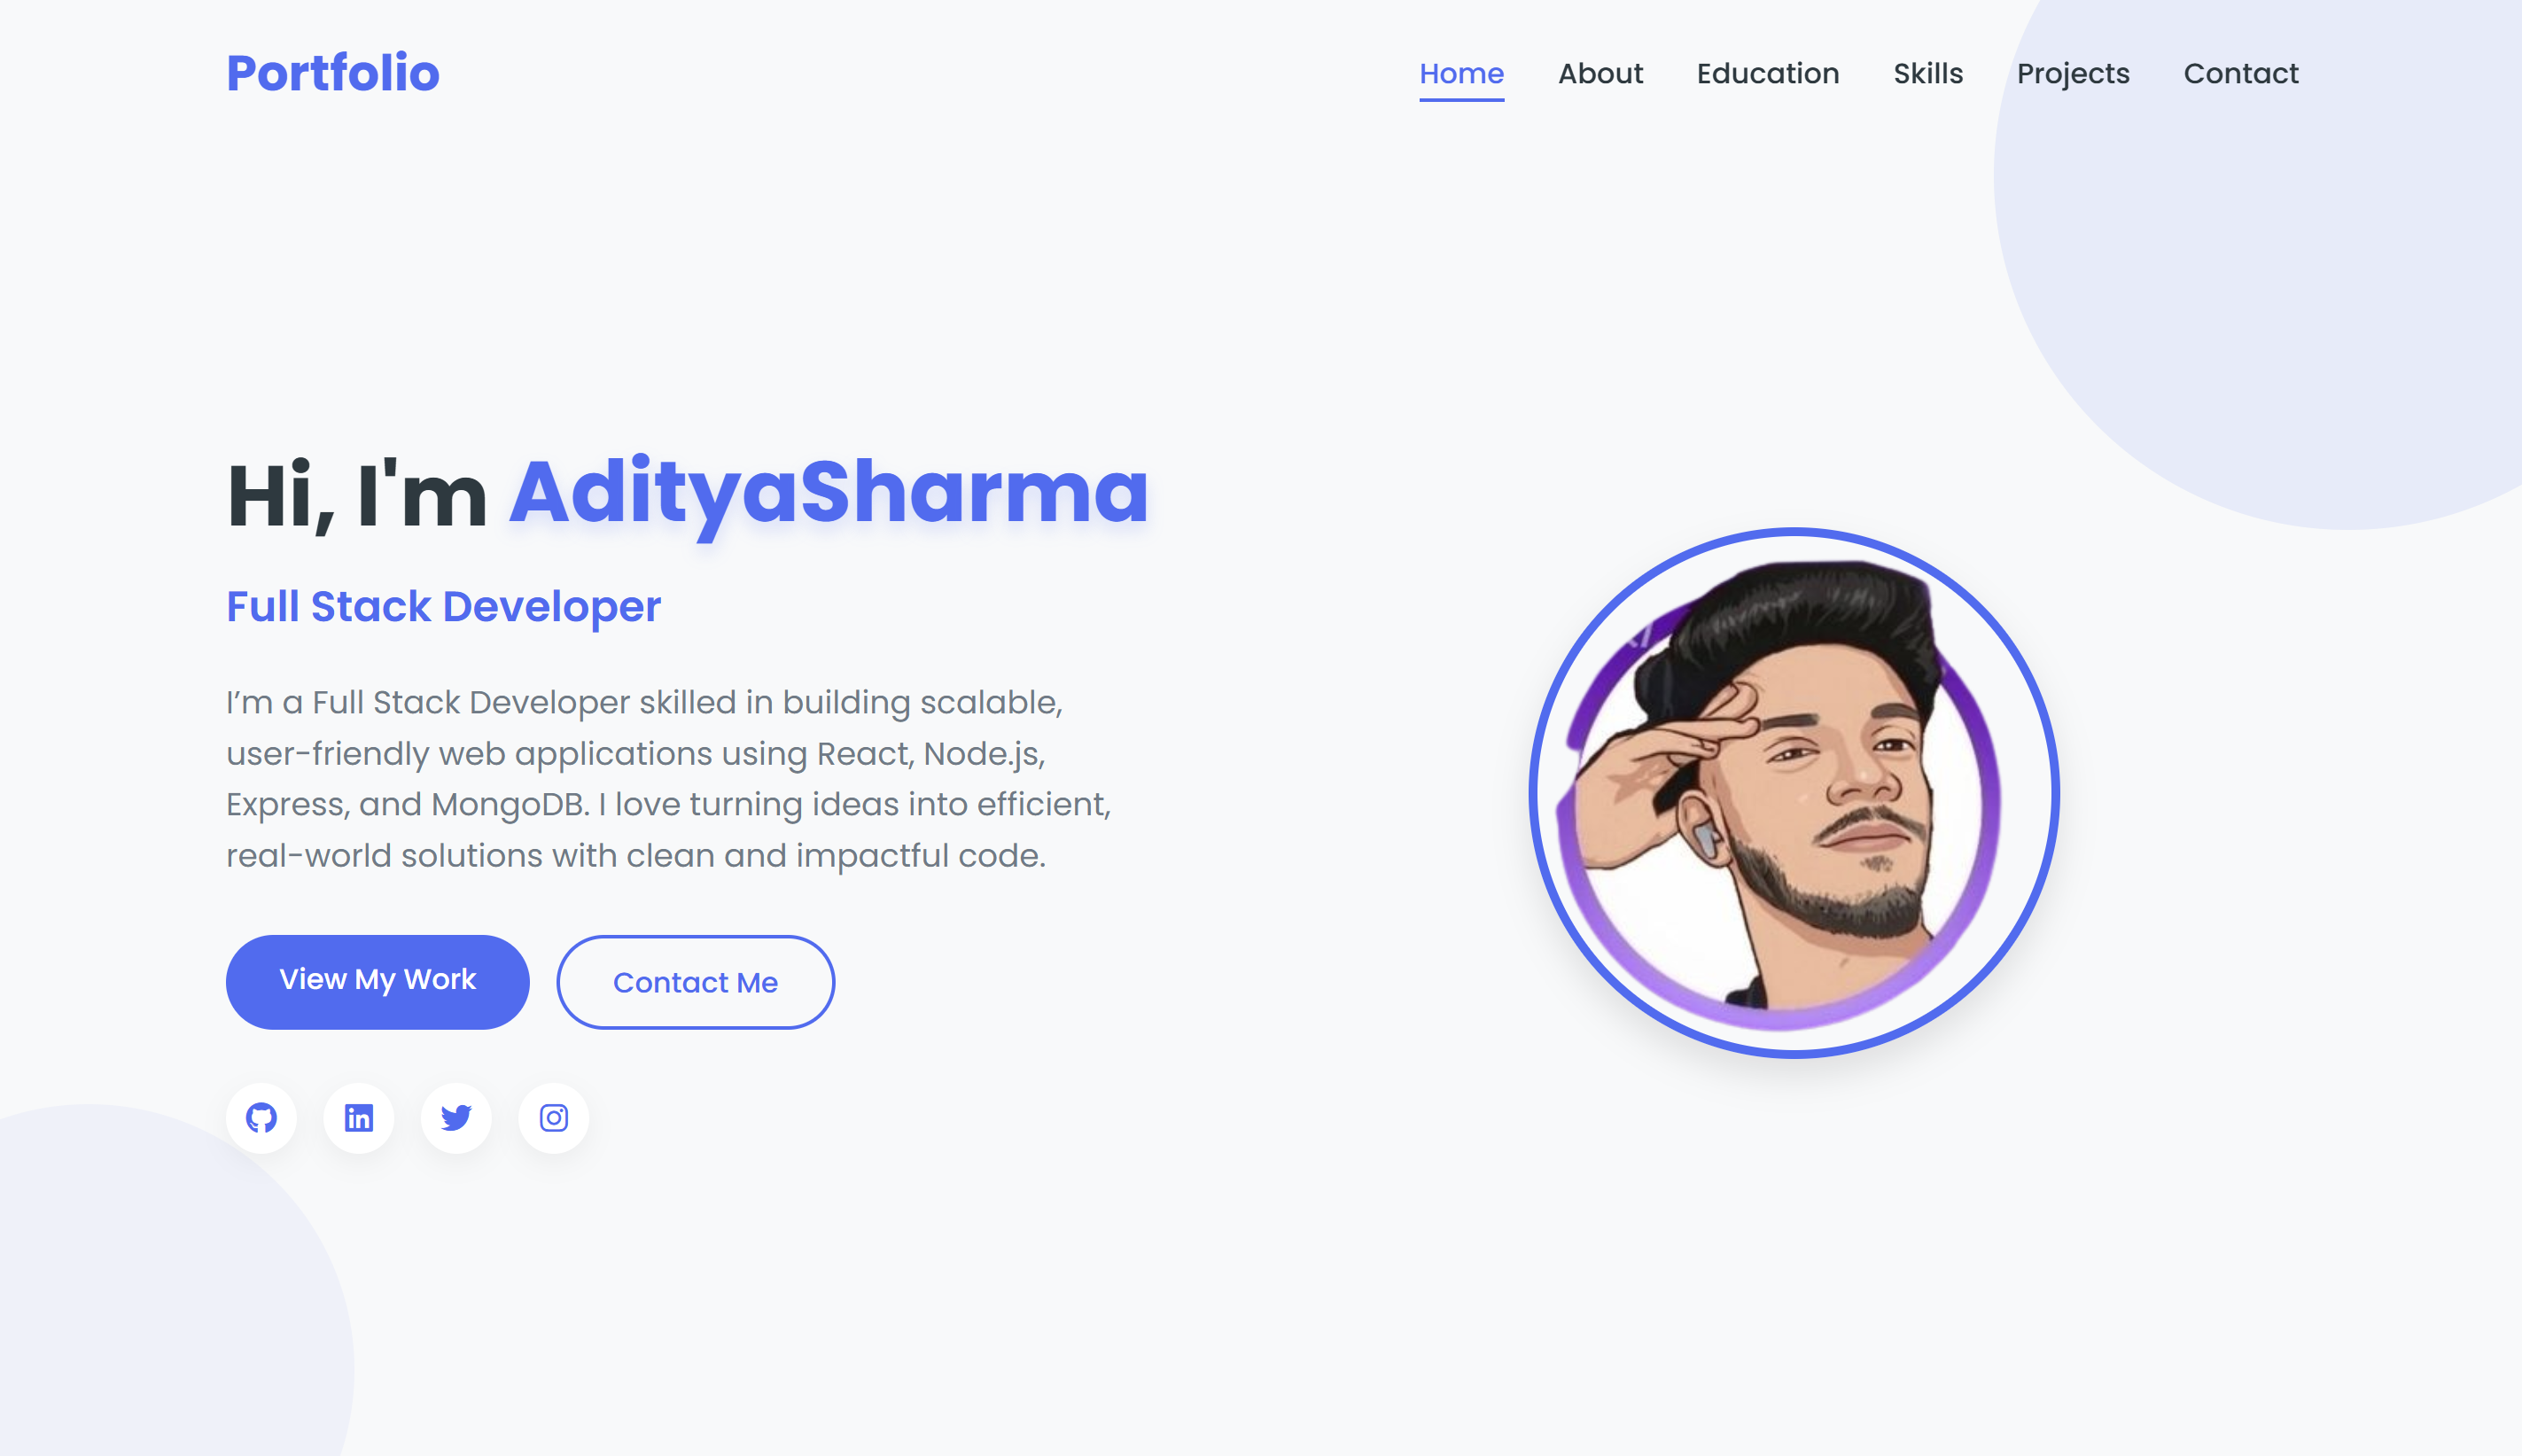 Portfolio
Home About Education Skills Projects Contact
Hi, I'm AdityaSharma
Full Stack Developer
I’m a Full Stack Developer skilled in building scalable,
user-friendly web applications using React, Node.js,
Express, and MongoDB. I love turning ideas into efficient,
real-world solutions with clean and impactful code.
View My Work Contact Me
in